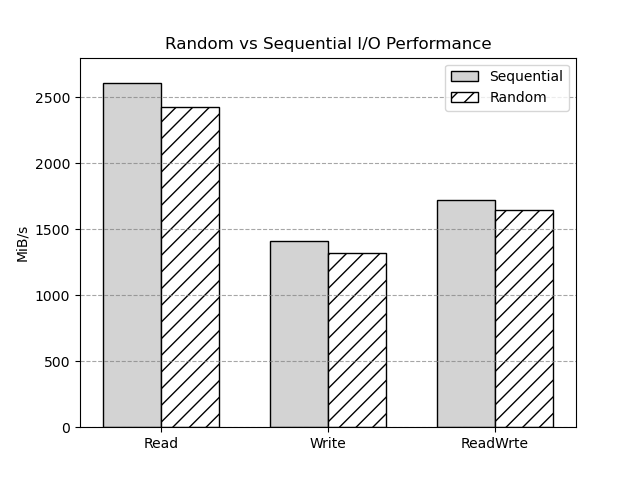 Random vs Sequential I/O Performance
Sequential
Random
2500
2000
1500
1000
500
0
MiB/s
Read
Write
ReadWrte